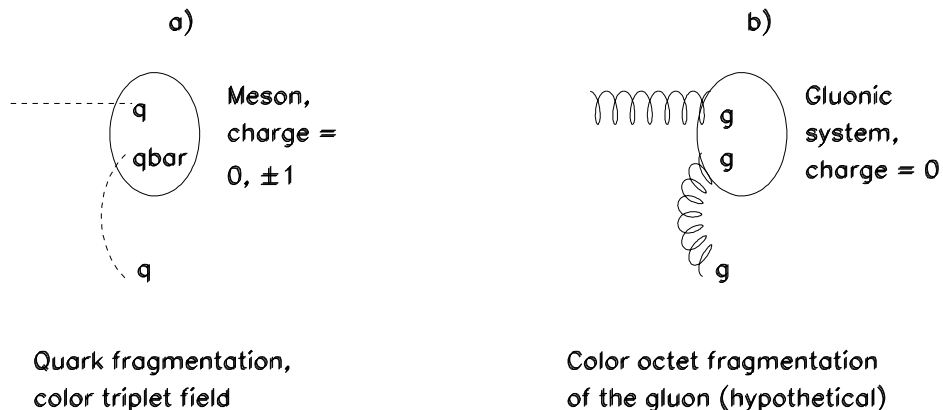 a)
q
qbar
q
Meson,
charge =
0, ±1
Quark fragmentation,
color triplet field
b)
g
g
g
Gluonic
system,
charge = 0
Color octet fragmentation
of the gluon (hypothetical)